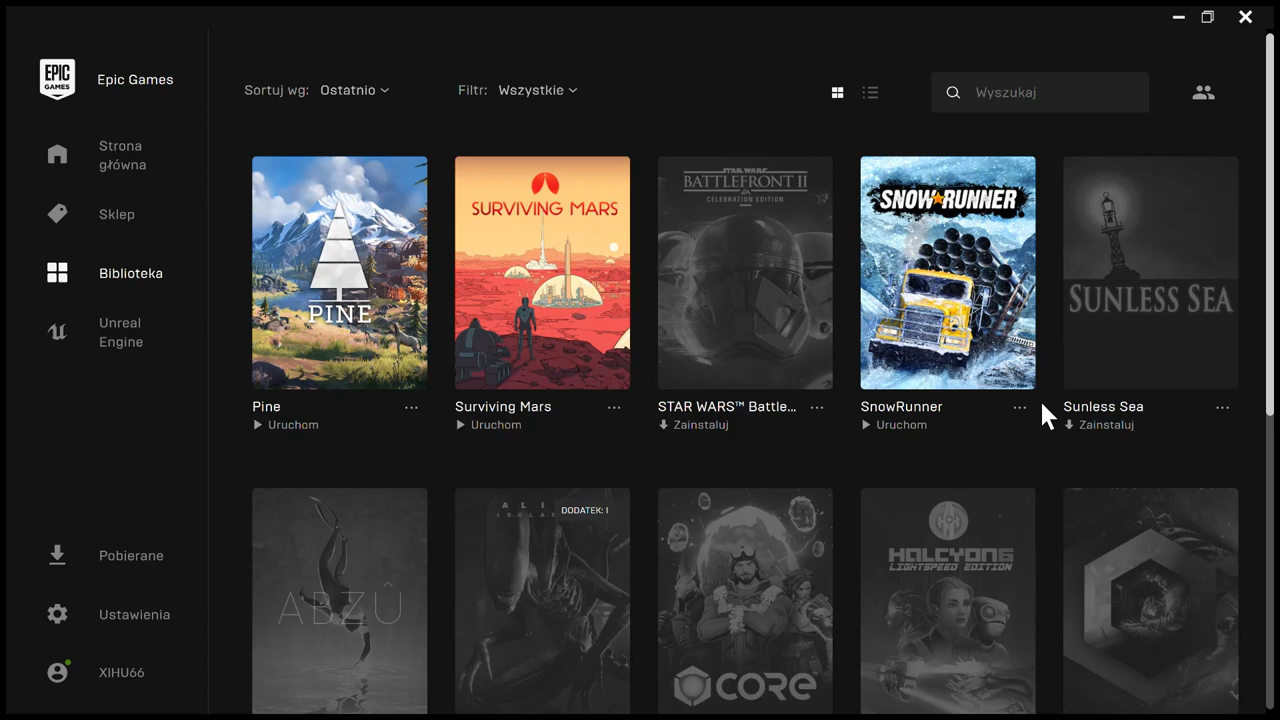 EPIC
GAMES
Epic Games
Sortuj wg: Ostatnio
Filtr: Wszystkie
Wyszukaj
Strona
główna
Sklep
Biblioteka
Unreal
Engine
Pobierane
Ustawienia
XIHU66
PINE
Pine
Uruchom
SURVIVING MARS
Surviving Mars
Uruchom
STAR WARS
BATTLEFRONT II
EA
CELEBRATION EDITION
STAR WARS™ Battle...
Zainstaluj
SNOWRUNNER
SnowRunner
Uruchom
SUNLESS SEA
Sunless Sea
Zainstaluj
ABZÛ
DODATEK: 1
CORE
HALCYON 6
LIGHTSPEED EDITION